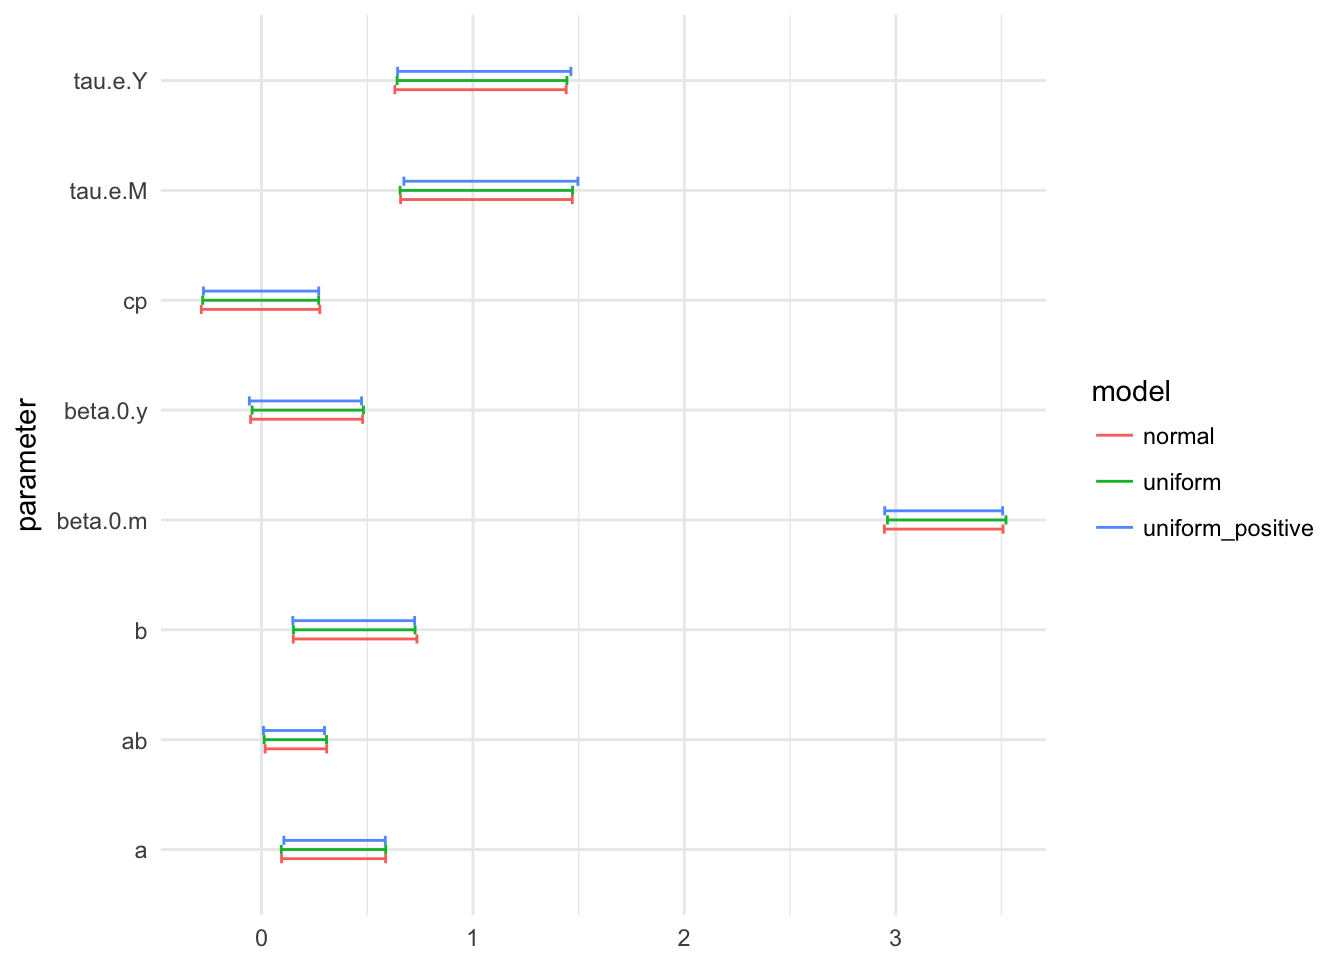 tau.e.Y
tau.e.M
cp
beta.0.y
beta.0.m
b
ab
a
parameter
0 1 2 3
model
normal
uniform
uniform_positive